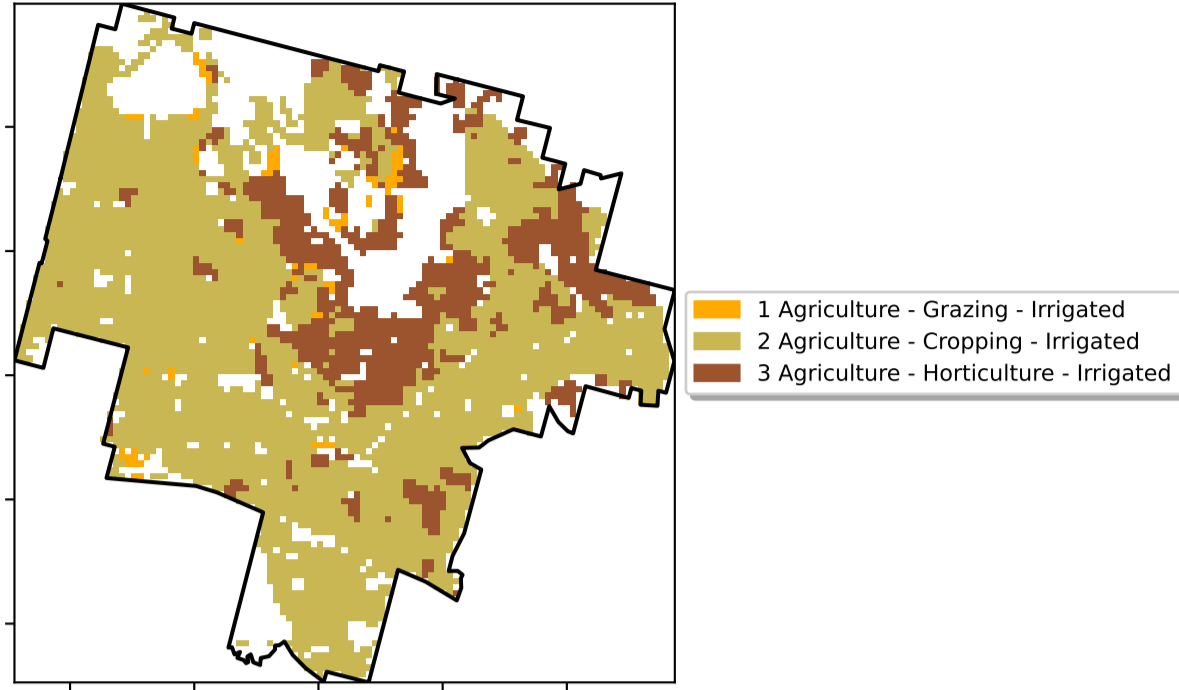 1 Agriculture - Grazing - Irrigated
2 Agriculture - Cropping - Irrigated
3 Agriculture - Horticulture - Irrigated